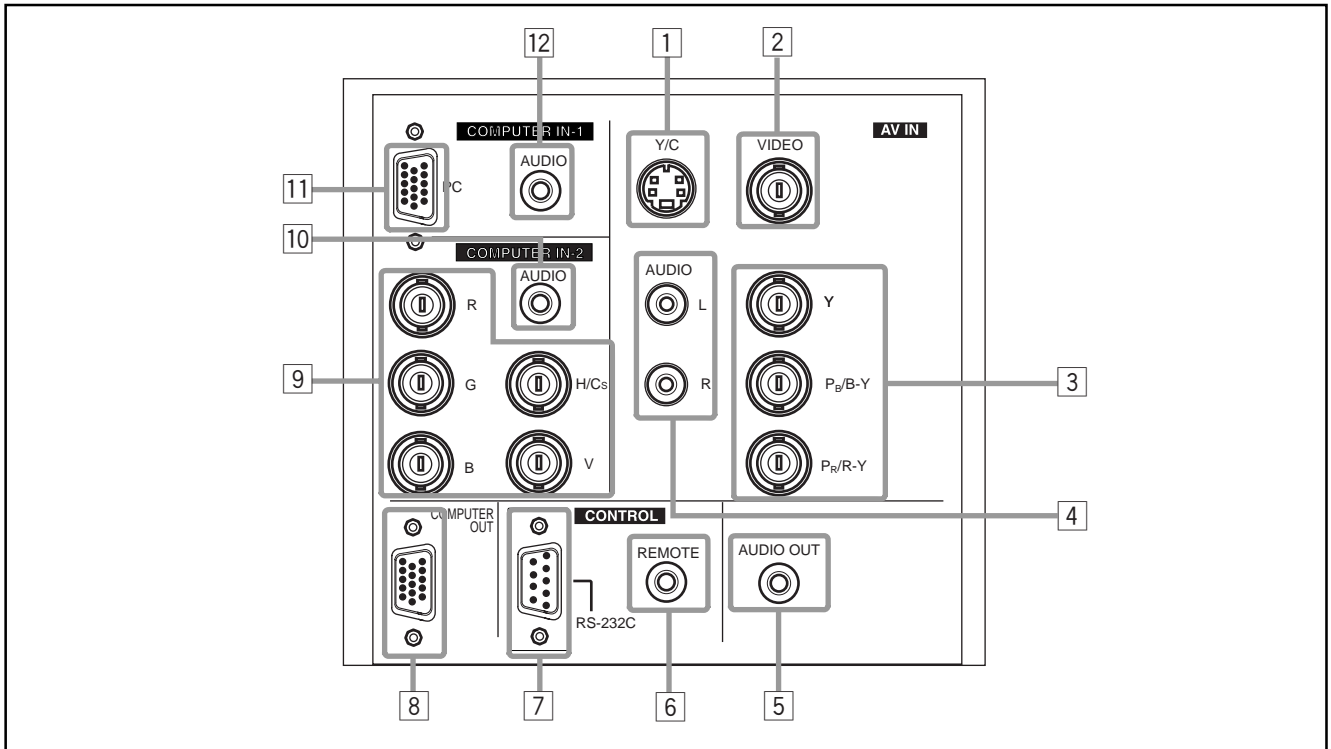 12
1
2
COMPUTER IN-1
AV IN
AUDIO
Y/C
VIDEO
11
PC
10
COMPUTER IN-2
AUDIO
AUDIO
R
L
Y
9
G
H/Cs
R
PB/B-Y
3
B
V
PR/R-Y
4
COMPUTER
OUT
CONTROL
REMOTE
AUDIO OUT
RS-232C
8
7
6
5